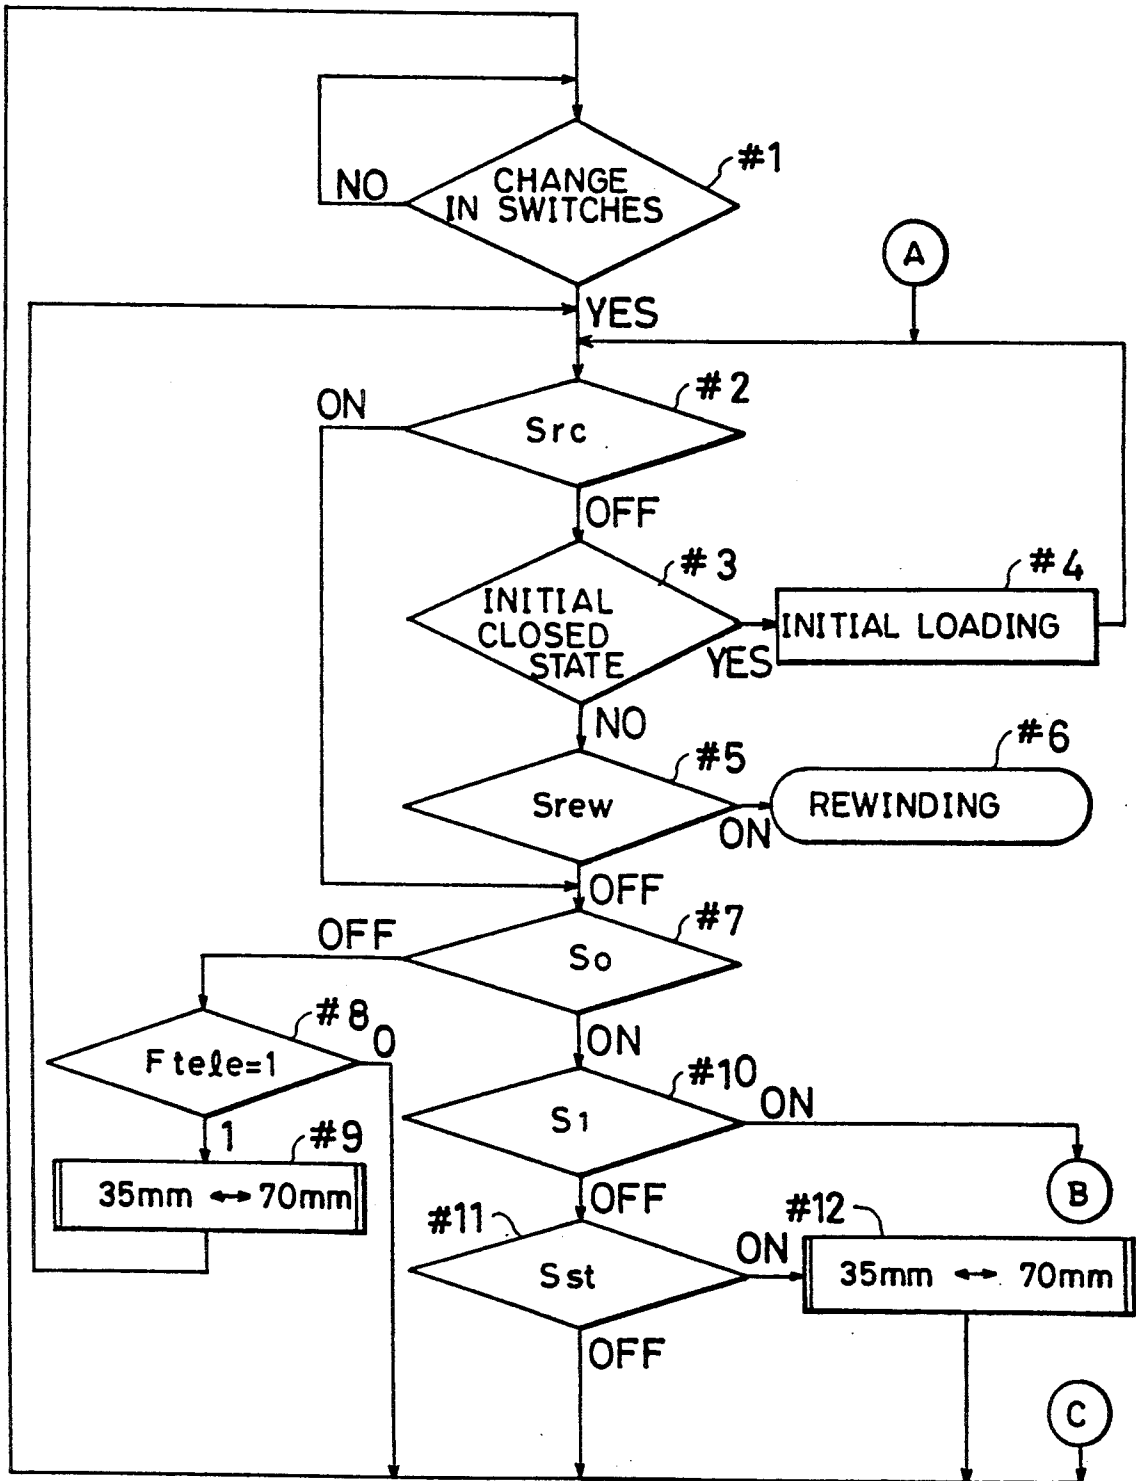 #1
CHANGE
IN SWITCHES
NO
A
YES
#2
ON
Src
OFF
#3
INITIAL
CLOSED
STATE
YES
#4
INITIAL LOADING
NO
#5
Srew
ON
#6
REWINDING
OFF
#7
OFF
So
ON
#8
0
Ftele=1
1
#9
35mm ↔ 70mm
#10
ON
S1
B
OFF
#11
Sst
ON
#12
35mm ↔ 70mm
OFF
C